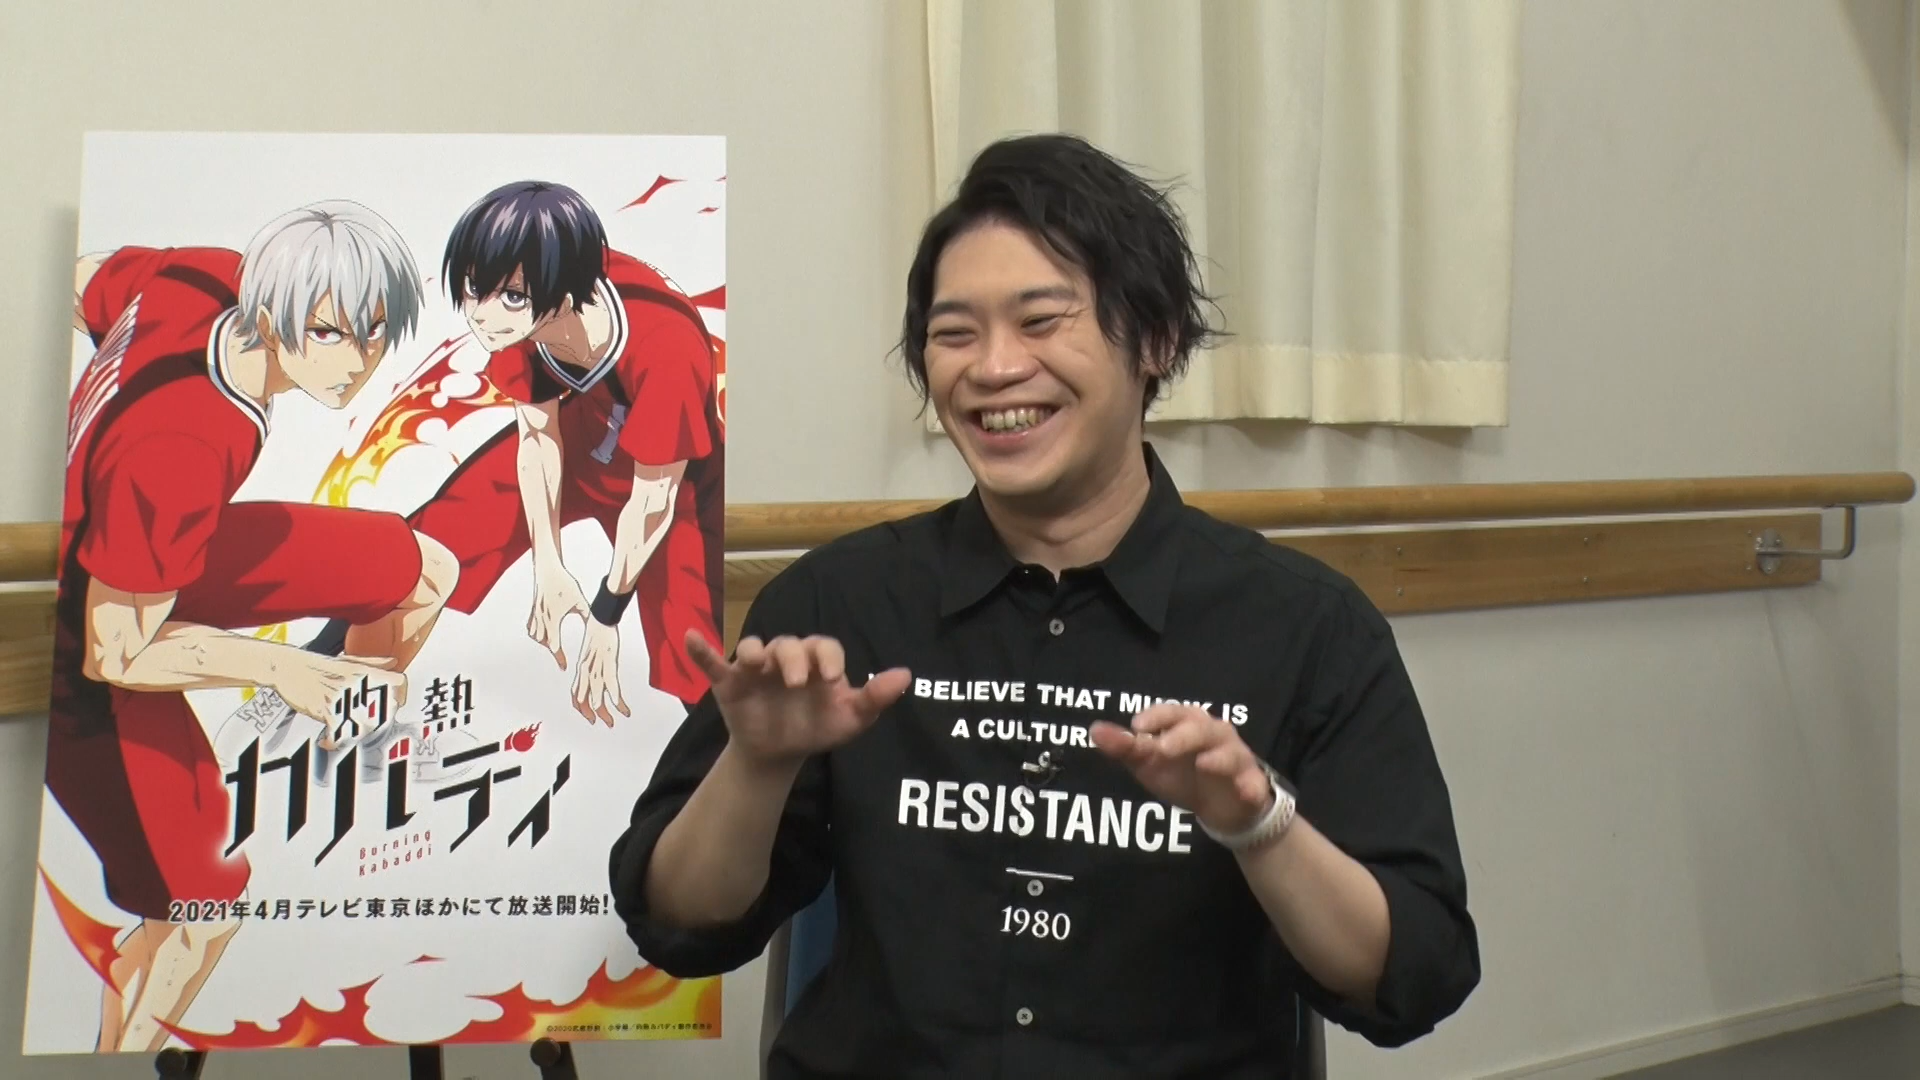 灼熱
カバディ
Burning
Kabaddi
2021年4月テレビ東京ほかにて放送開始!
BELIEVE THAT MUSIK IS
A CULTURE
RESISTANCE
1980